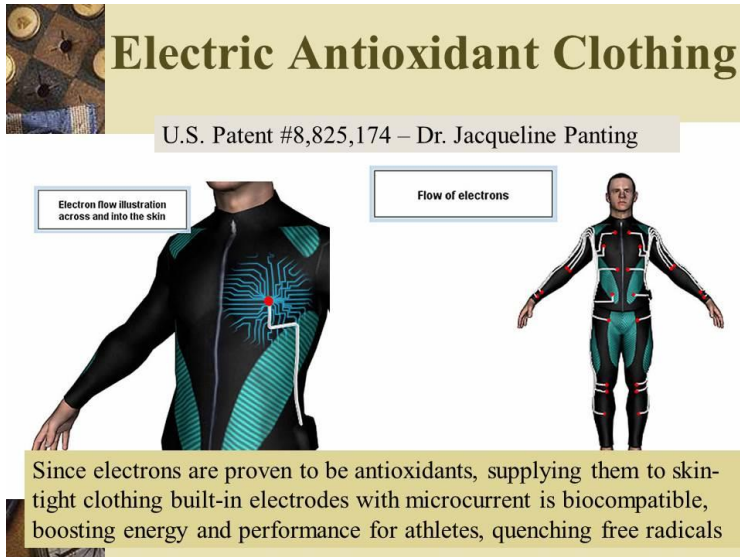 Electric Antioxidant Clothing
U.S. Patent #8,825,174 – Dr. Jacqueline Panting
Electron flow illustration
across and into the skin
Flow of electrons
Since electrons are proven to be antioxidants, supplying them to skin-
tight clothing built-in electrodes with microcurrent is biocompatible,
boosting energy and performance for athletes, quenching free radicals